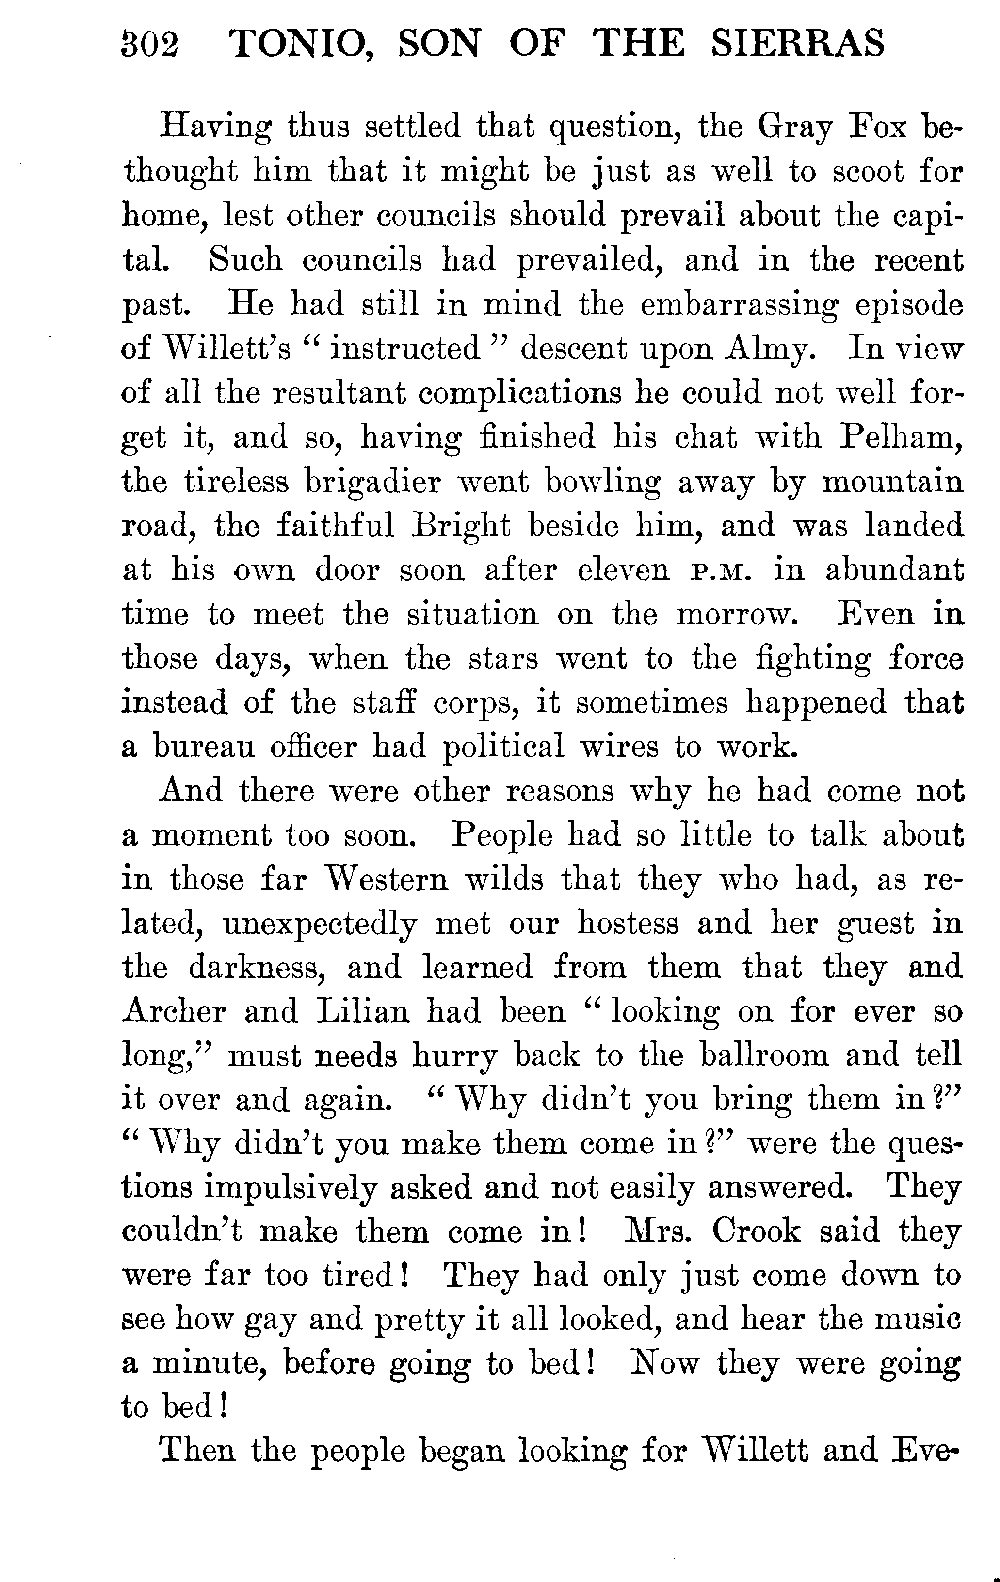 302 TONIO, SON OF THE SIERRAS
Having thus settled that question, the Gray Fox be-
thought him that it might be just as well to scoot for
home, lest other councils should prevail about the capi-
tal. Such councils had prevailed, and in the recent
past. He had still in mind the embarrassing episode
of Willett's " instructed " descent upon Almy. In view
of all the resultant complications he could not well for-
get it, and so, having finished his chat with Pelham,
the tireless brigadier went bowling away by mountain
road, the faithful Bright beside him, and was landed
at his own door soon after eleven P.M. in abundant
time to meet the situation on the morrow. Even in
those days, when the stars went to the fighting force
instead of the staff corps, it sometimes happened that
a bureau officer had political wires to work.
And there were other reasons why he had come not
a moment too soon. People had so little to talk about
in those far Western wilds that they who had, as re-
lated, unexpectedly met our hostess and her guest in
the darkness, and learned from them that they and
Archer and Lilian had been " looking on for ever so
long," must needs hurry back to the ballroom and tell
it over and again. " Why didn't you bring them in?"
" Why didn't you make them come in?" were the ques-
tions impulsively asked and not easily answered. They
couldn't make them come in! Mrs. Crook said they
were far too tired! They had only just come down to
see how gay and pretty it all looked, and hear the music
a minute, before going to bed! Now they were going
to bed!
Then the people began looking for Willett and Eve-